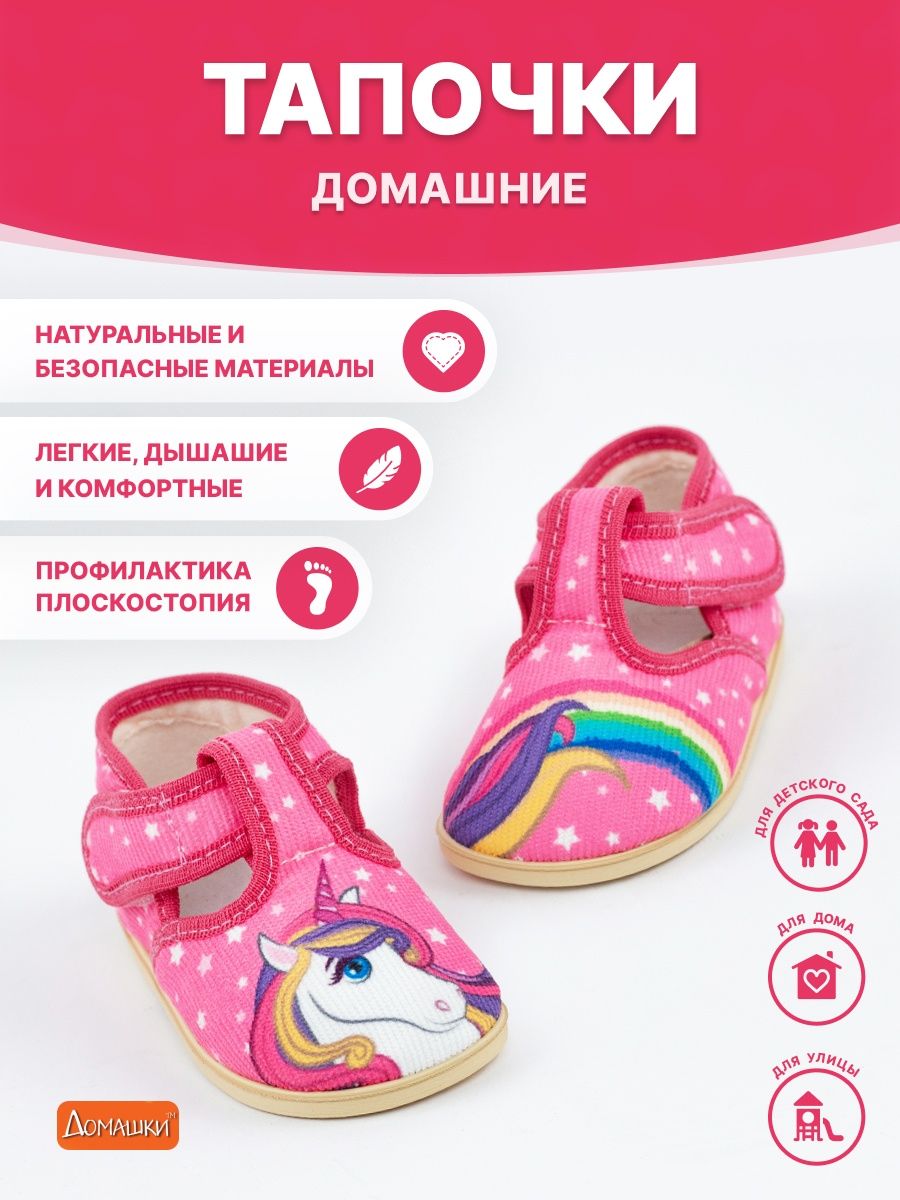 ТАПОЧКИ
ДОМАШНИЕ
НАТУРАЛЬНЫЕ И
БЕЗОПАСНЫЕ МАТЕРИАЛЫ
ЛЕГКИЕ, ДЫШАШИЕ
И КОМФОРТНЫЕ
ПРОФИЛАКТИКА
ПЛОСКОСТОПИЯ
ДЛЯ ДЕТСКОГО САДА
ДЛЯ ДОМА
ДЛЯ УЛИЦЫ
ДОМАШКИ™